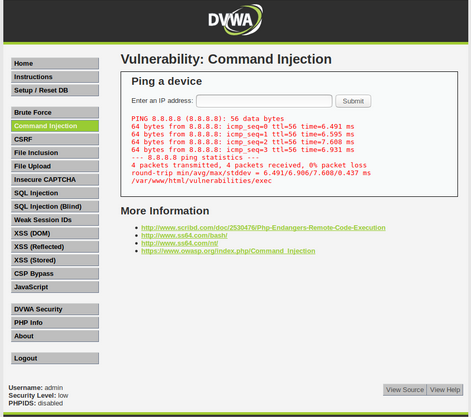 DVWA
Home
Instructions
Setup / Reset DB
Brute Force
Command Injection
CSRF
File Inclusion
File Upload
Insecure CAPTCHA
SQL Injection
SQL Injection (Blind)
Weak Session IDs
XSS (DOM)
XSS (Reflected)
XSS (Stored)
CSP Bypass
JavaScript
DVWA Security
PHP Info
About
Logout
Vulnerability: Command Injection
Ping a device
Enter an IP address:
Submit
PING 8.8.8.8 (8.8.8.8): 56 data bytes
64 bytes from 8.8.8.8: icmp_seq=0 ttl=56 time=6.491 ms
64 bytes from 8.8.8.8: icmp_seq=1 ttl=56 time=6.595 ms
64 bytes from 8.8.8.8: icmp_seq=2 ttl=56 time=7.608 ms
64 bytes from 8.8.8.8: icmp_seq=3 ttl=56 time=6.931 ms
--- 8.8.8.8 ping statistics ---
4 packets transmitted, 4 packets received, 0% packet loss
round-trip min/avg/max/stddev = 6.491/6.906/7.608/0.437 ms
/var/www/html/vulnerabilities/exec
More Information
http://www.scribd.com/doc/2530476/Php-Endangers-Remote-Code-Execution
http://www.ss64.com/bash/
http://www.ss64.com/nt/
https://www.owasp.org/index.php/Command_Injection
Username: admin
Security Level: low
PHPIDS: disabled
View Source View Help